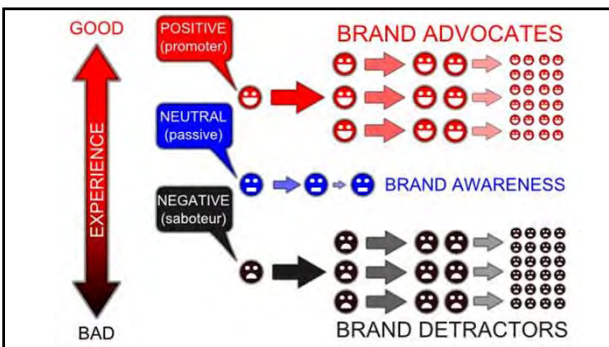 GOOD
EXPERIENCE
BAD
POSITIVE
(promoter)
BRAND ADVOCATES
NEUTRAL
(passive)
BRAND AWARENESS
NEGATIVE
(saboteur)
BRAND DETRACTORS